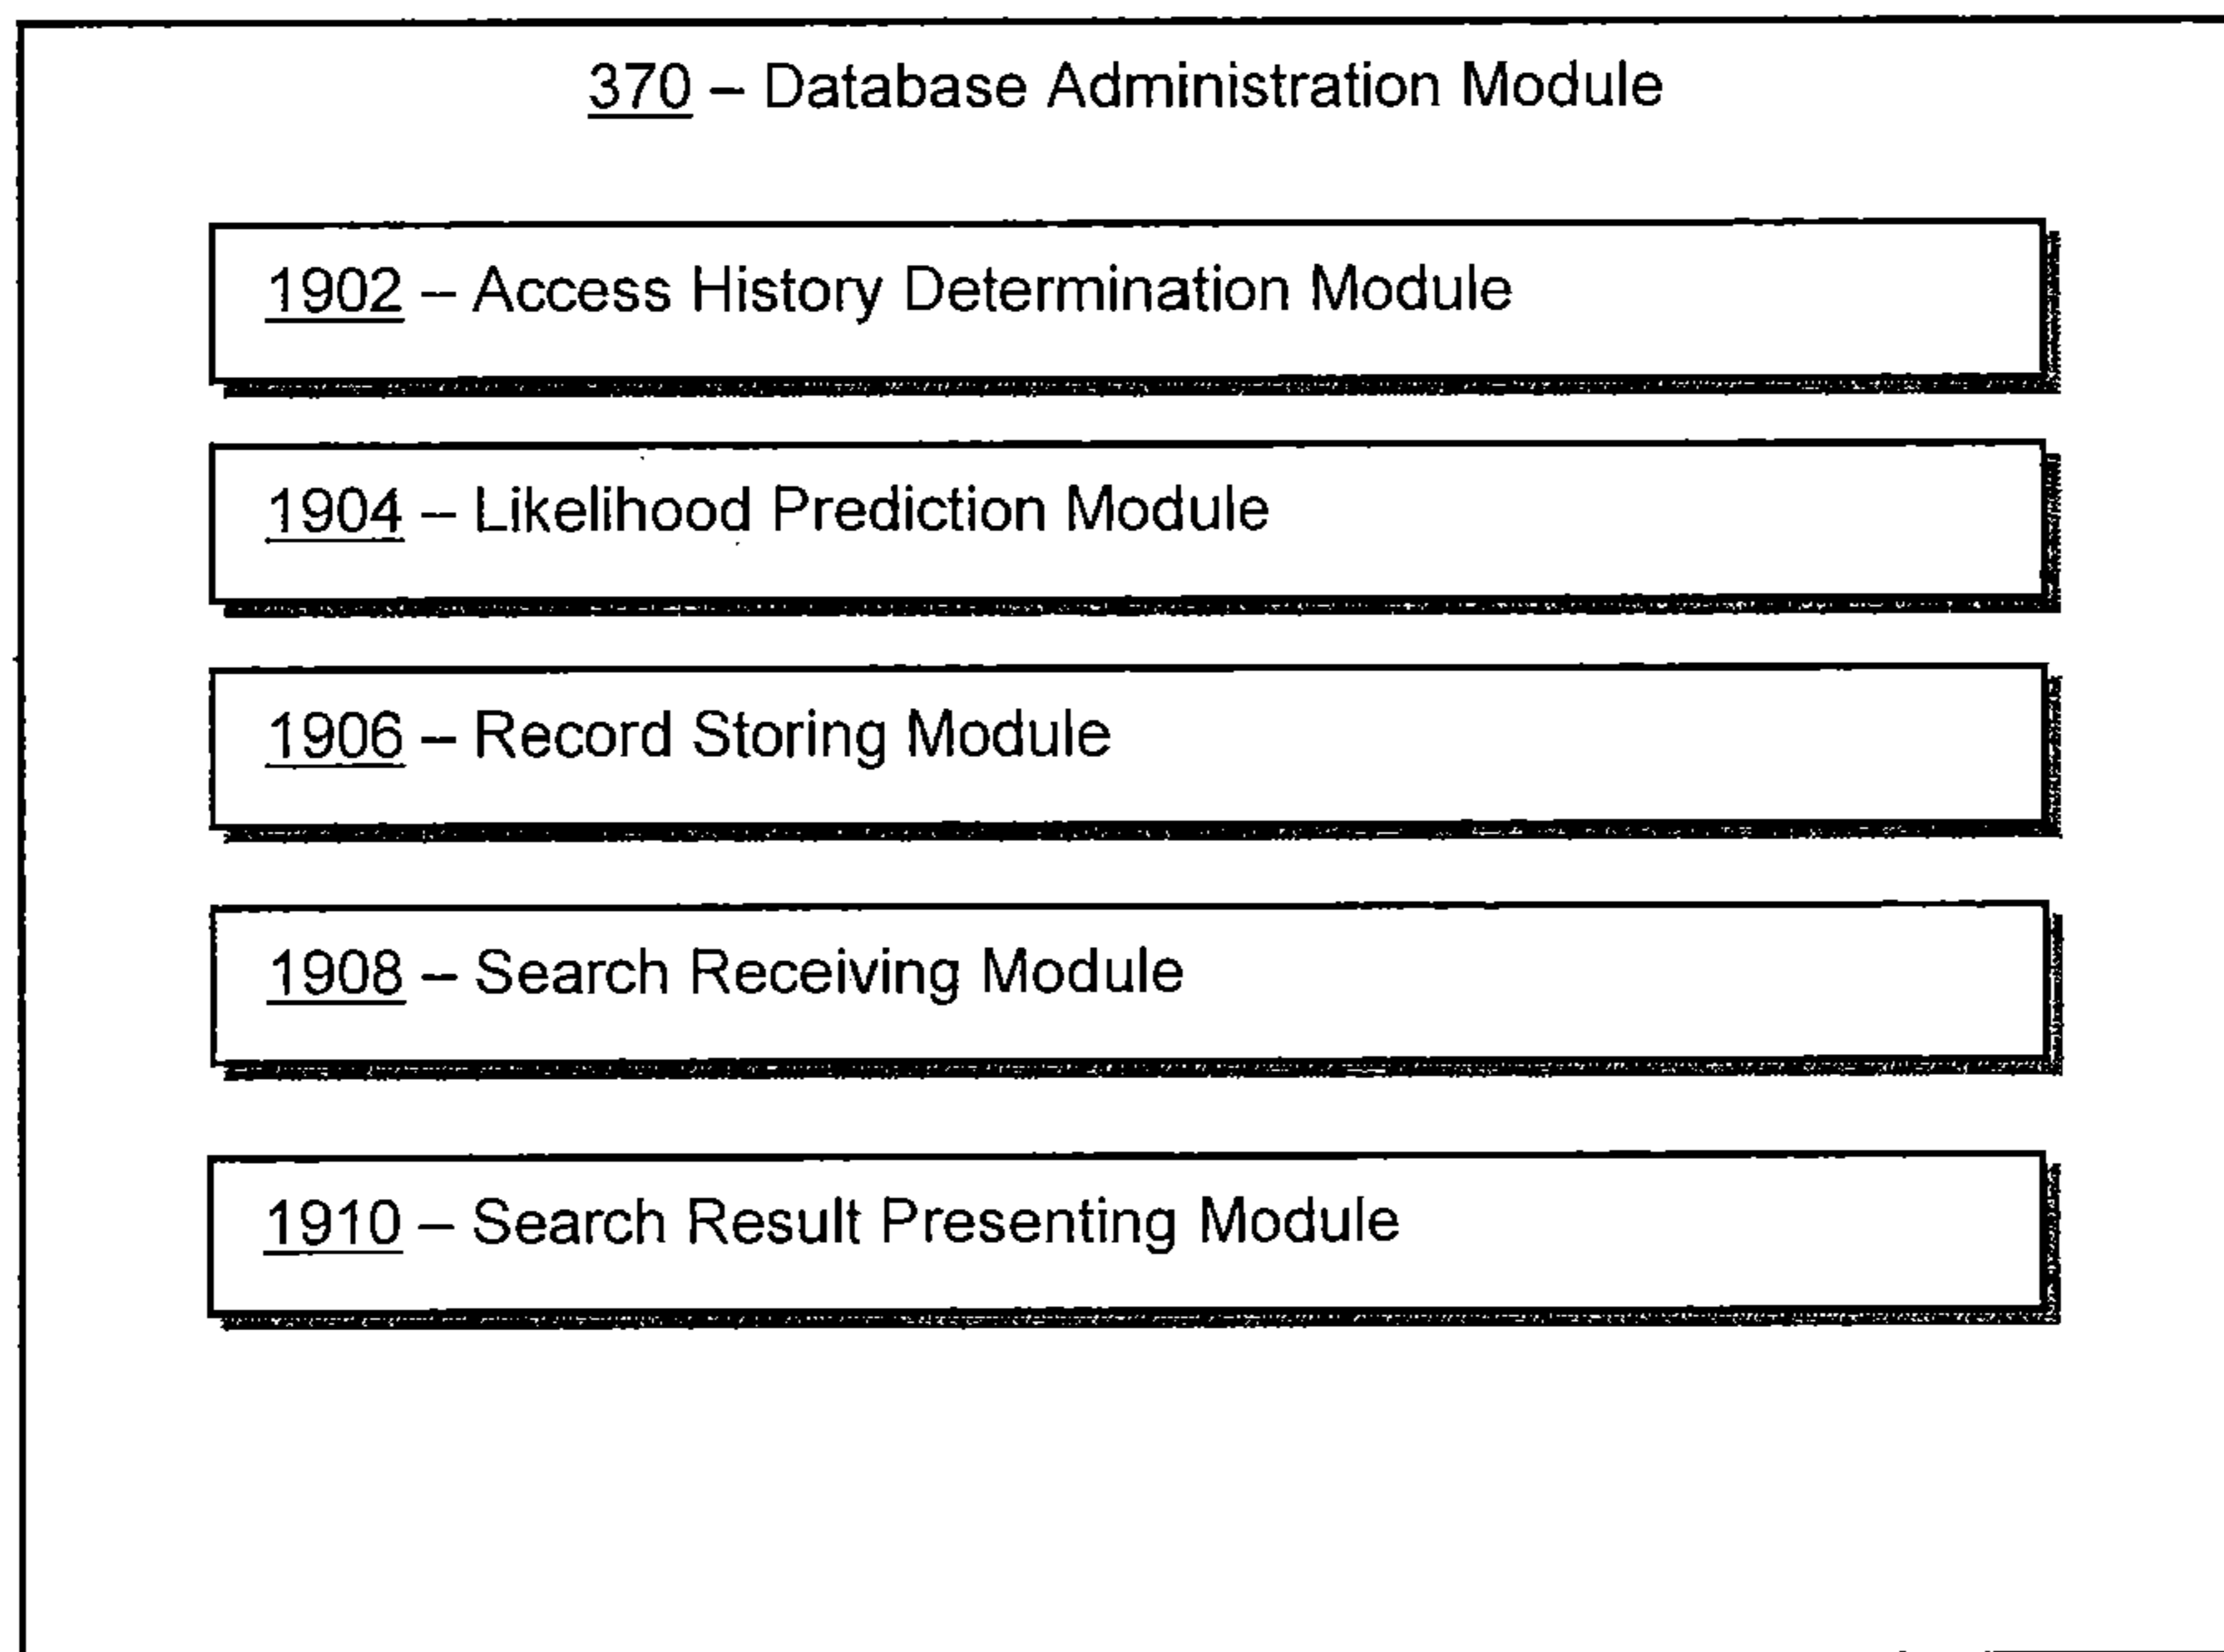 370 – Database Administration Module
1902 – Access History Determination Module
1904 – Likelihood Prediction Module
1906 – Record Storing Module
1908 – Search Receiving Module
1910 – Search Result Presenting Module